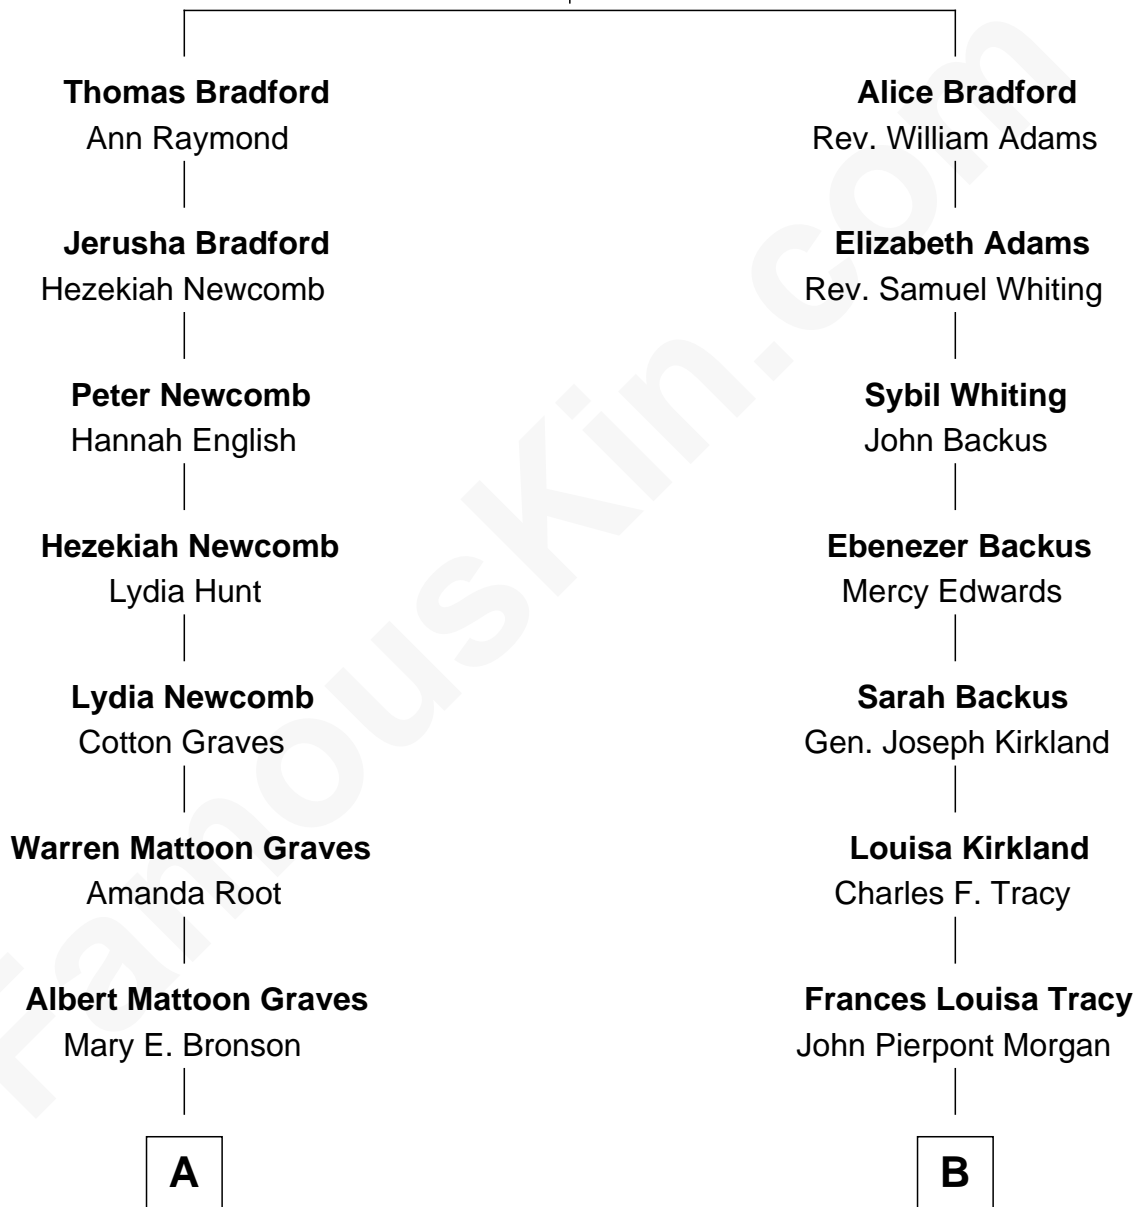 Thomas Bradford
Ann Raymond
Jerusha Bradford
Hezekiah Newcomb
Peter Newcomb
Hannah English
Hezekiah Newcomb
Lydia Hunt
Lydia Newcomb
Cotton Graves
Warren Mattoon Graves
Amanda Root
Albert Mattoon Graves
Mary E. Bronson
A
Alice Bradford
Rev. William Adams
Elizabeth Adams
Rev. Samuel Whiting
Sybil Whiting
John Backus
Ebenezer Backus
Mercy Edwards
Sarah Backus
Gen. Joseph Kirkland
Louisa Kirkland
Charles F. Tracy
Frances Louisa Tracy
John Pierpont Morgan
B
FamousKin.com